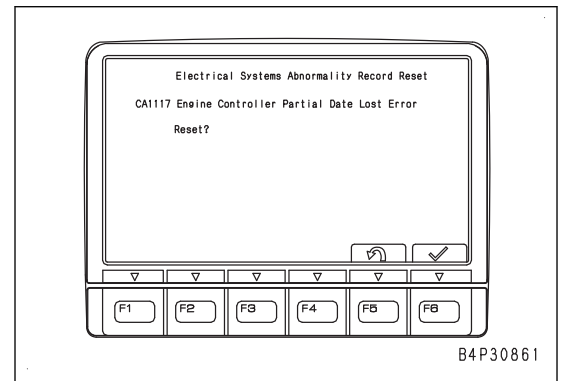 Electrical Systems Abnormality Record Reset
CA1117 Engine Controller Partial Date Lost Error
Reset?
F1 F2 F3 F4 F5 F6
B4P30861